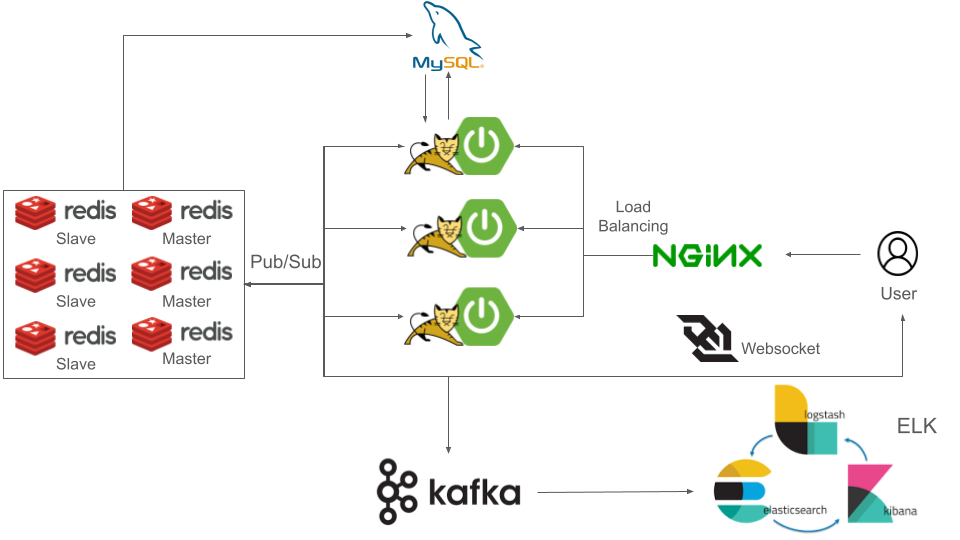 MySQL
redis
Slave
redis
Master
redis
Slave
redis
Master
redis
Slave
redis
Master
Pub/Sub
Load
Balancing
NGiNX
User
Websocket
kafka
logstash
elasticsearch
kibana
ELK